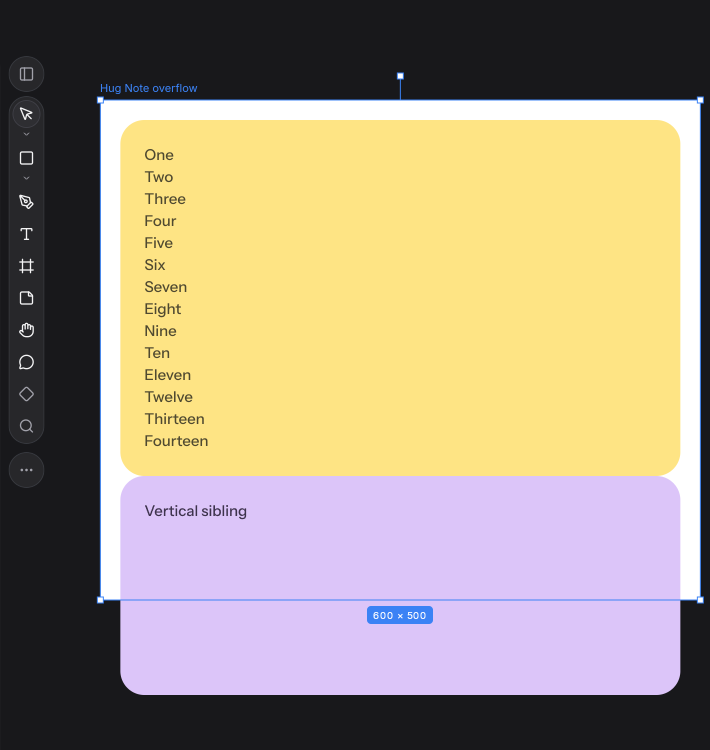 Hug Note overflow
One
Two
Three
Four
Five
Six
Seven
Eight
Nine
Ten
Eleven
Twelve
Thirteen
Fourteen
Vertical sibling
600 × 500